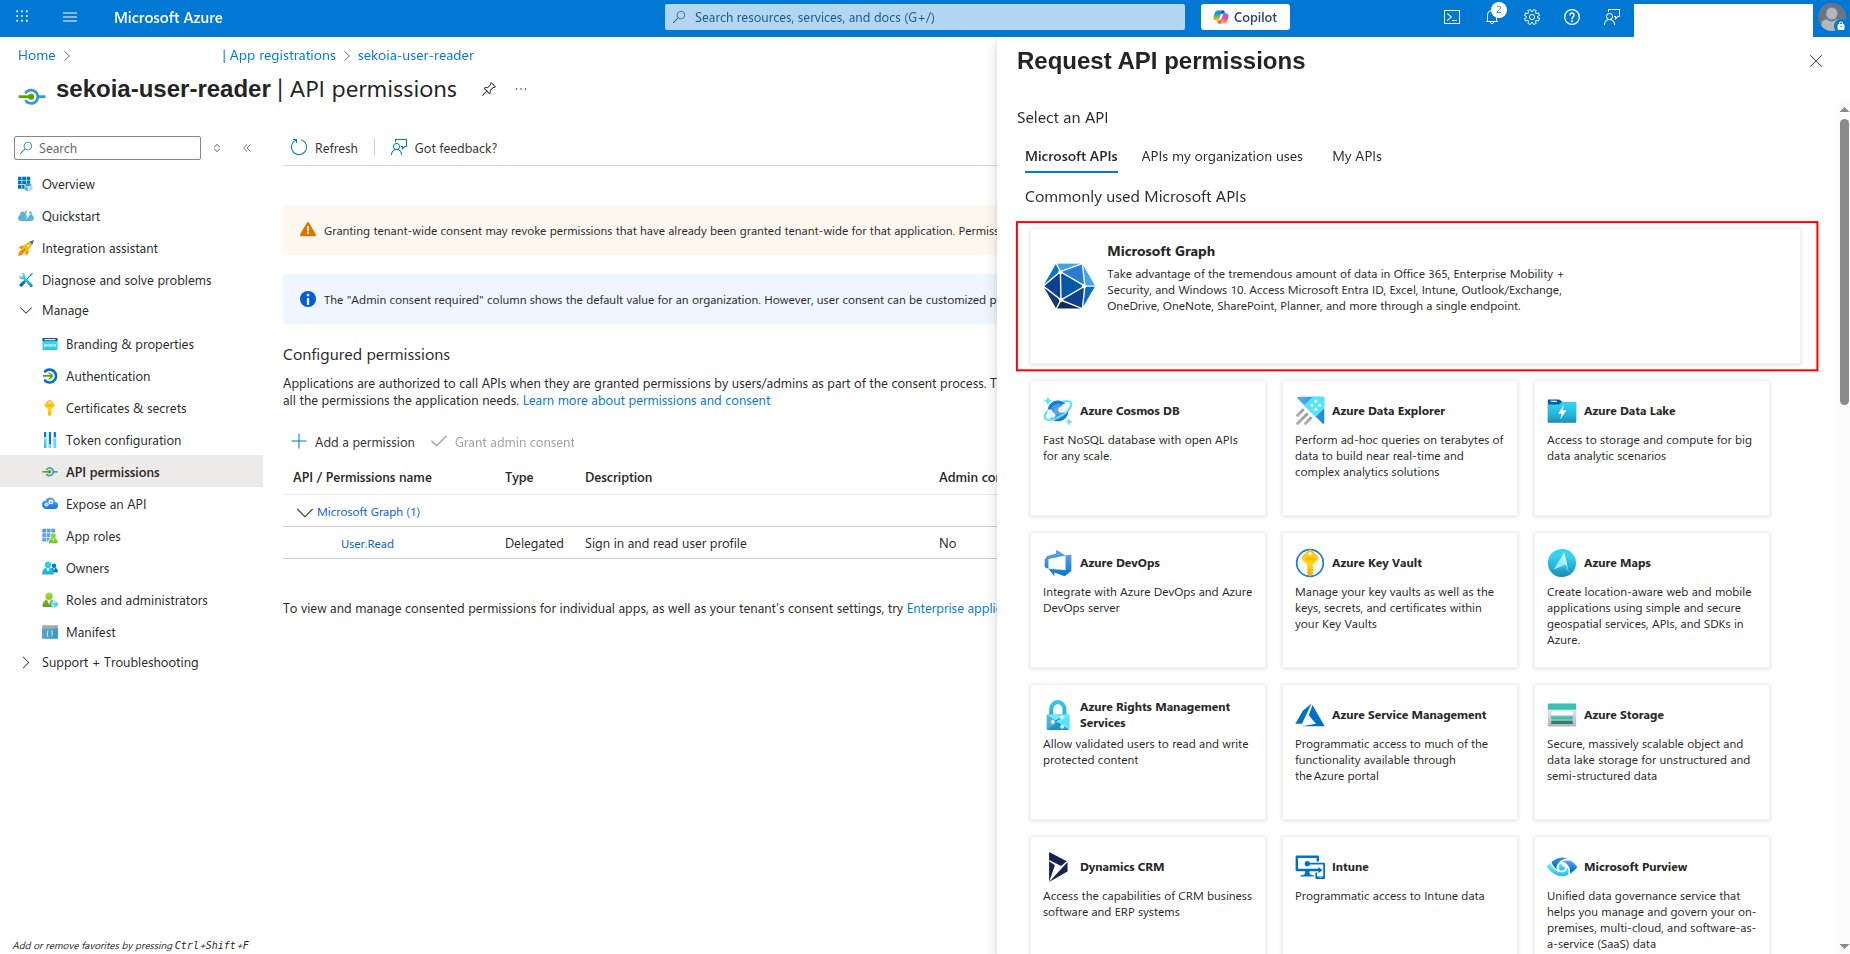 Microsoft Azure
Search resources, services, and docs (G+/)
Copilot
2
Home
| App registrations
sekoia-user-reader
sekoia-user-reader | API permissions
...
Search
Overview
Quickstart
Integration assistant
Diagnose and solve problems
Manage
Branding & properties
Authentication
Certificates & secrets
Token configuration
API permissions
Expose an API
App roles
Owners
Roles and administrators
Manifest
Support + Troubleshooting
Add or remove favorites by pressing Ctrl+Shift+F
Refresh
Got feedback?
Granting tenant-wide consent may revoke permissions that have already been granted tenant-wide for that application. Permiss
The "Admin consent required" column shows the default value for an organization. However, user consent can be customized p
Configured permissions
Applications are authorized to call APIs when they are granted permissions by users/admins as part of the consent process. T
all the permissions the application needs. Learn more about permissions and consent
Add a permission
Grant admin consent
API / Permissions name
Type
Description
Admin co
Microsoft Graph (1)
User.Read
Delegated
Sign in and read user profile
No
To view and manage consented permissions for individual apps, as well as your tenant's consent settings, try Enterprise appli
Request API permissions
Select an API
Microsoft APIs
APIs my organization uses
My APIs
Commonly used Microsoft APIs
Microsoft Graph
Take advantage of the tremendous amount of data in Office 365, Enterprise Mobility +
Security, and Windows 10. Access Microsoft Entra ID, Excel, Intune, Outlook/Exchange,
OneDrive, OneNote, SharePoint, Planner, and more through a single endpoint.
Azure Cosmos DB
Fast NoSQL database with open APIs
for any scale.
Azure Data Explorer
Perform ad-hoc queries on terabytes of
data to build near real-time and
complex analytics solutions
Azure Data Lake
Access to storage and compute for big
data analytic scenarios
Azure DevOps
Integrate with Azure DevOps and Azure
DevOps server
Azure Key Vault
Manage your key vaults as well as the
keys, secrets, and certificates within
your Key Vaults
Azure Maps
Create location-aware web and mobile
applications using simple and secure
geospatial services, APIs, and SDKs in
Azure.
Azure Rights Management
Services
Allow validated users to read and write
protected content
Azure Service Management
Programmatic access to much of the
functionality available through
the Azure portal
Azure Storage
Secure, massively scalable object and
data lake storage for unstructured and
semi-structured data
Dynamics CRM
Access the capabilities of CRM business
software and ERP systems
Intune
Programmatic access to Intune data
Microsoft Purview
Unified data governance service that
helps you manage and govern your on-
premises, multi-cloud, and software-as-
a-service (SaaS) data